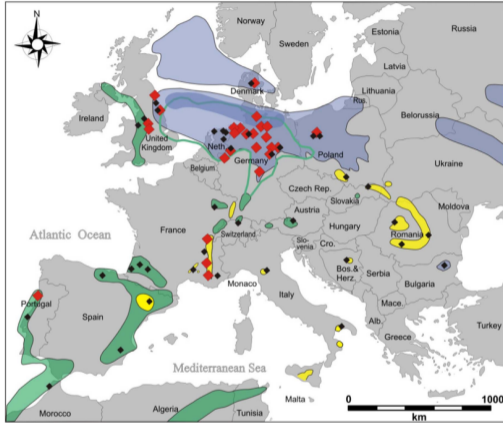 Norway
Russia
Sweden
Estonia
Latvia
Denmark
Lithuania
Rus.
Ireland
United
Kingdom
Belorussia
Neth.
Germany
Poland
Belgium
Ukraine
Czech Rep.
Slovakia
Moldova
Austria
France
Switzerland
Hungary
Romania
Atlantic Ocean
Slo-
venia
Cro.
Bos.&
Herz.
Serbia
Monaco
Bulgaria
Italy
Portugal
Spain
Mace.
Alb.
Turkey
Greece
Mediterranean Sea
Malta
0
1000
km
Morocco
Algeria
Tunisia